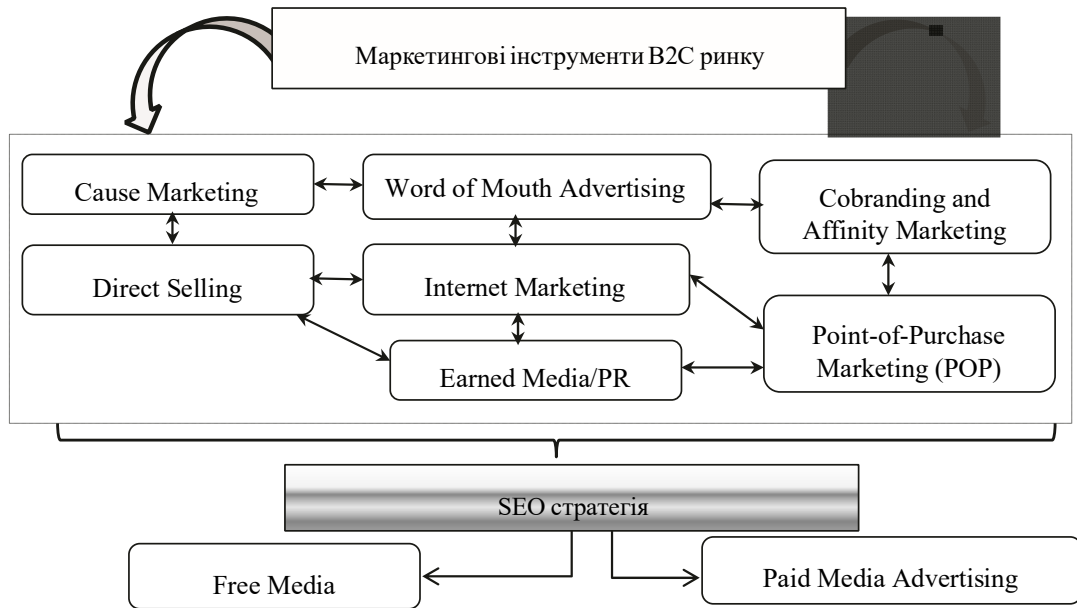 Маркетингові інструменти B2C ринку
Cause Marketing
Word of Mouth Advertising
Cobranding and
Affinity Marketing
Direct Selling
Internet Marketing
Point-of-Purchase
Marketing (POP)
Earned Media/PR
SEO стратегія
Free Media
Paid Media Advertising